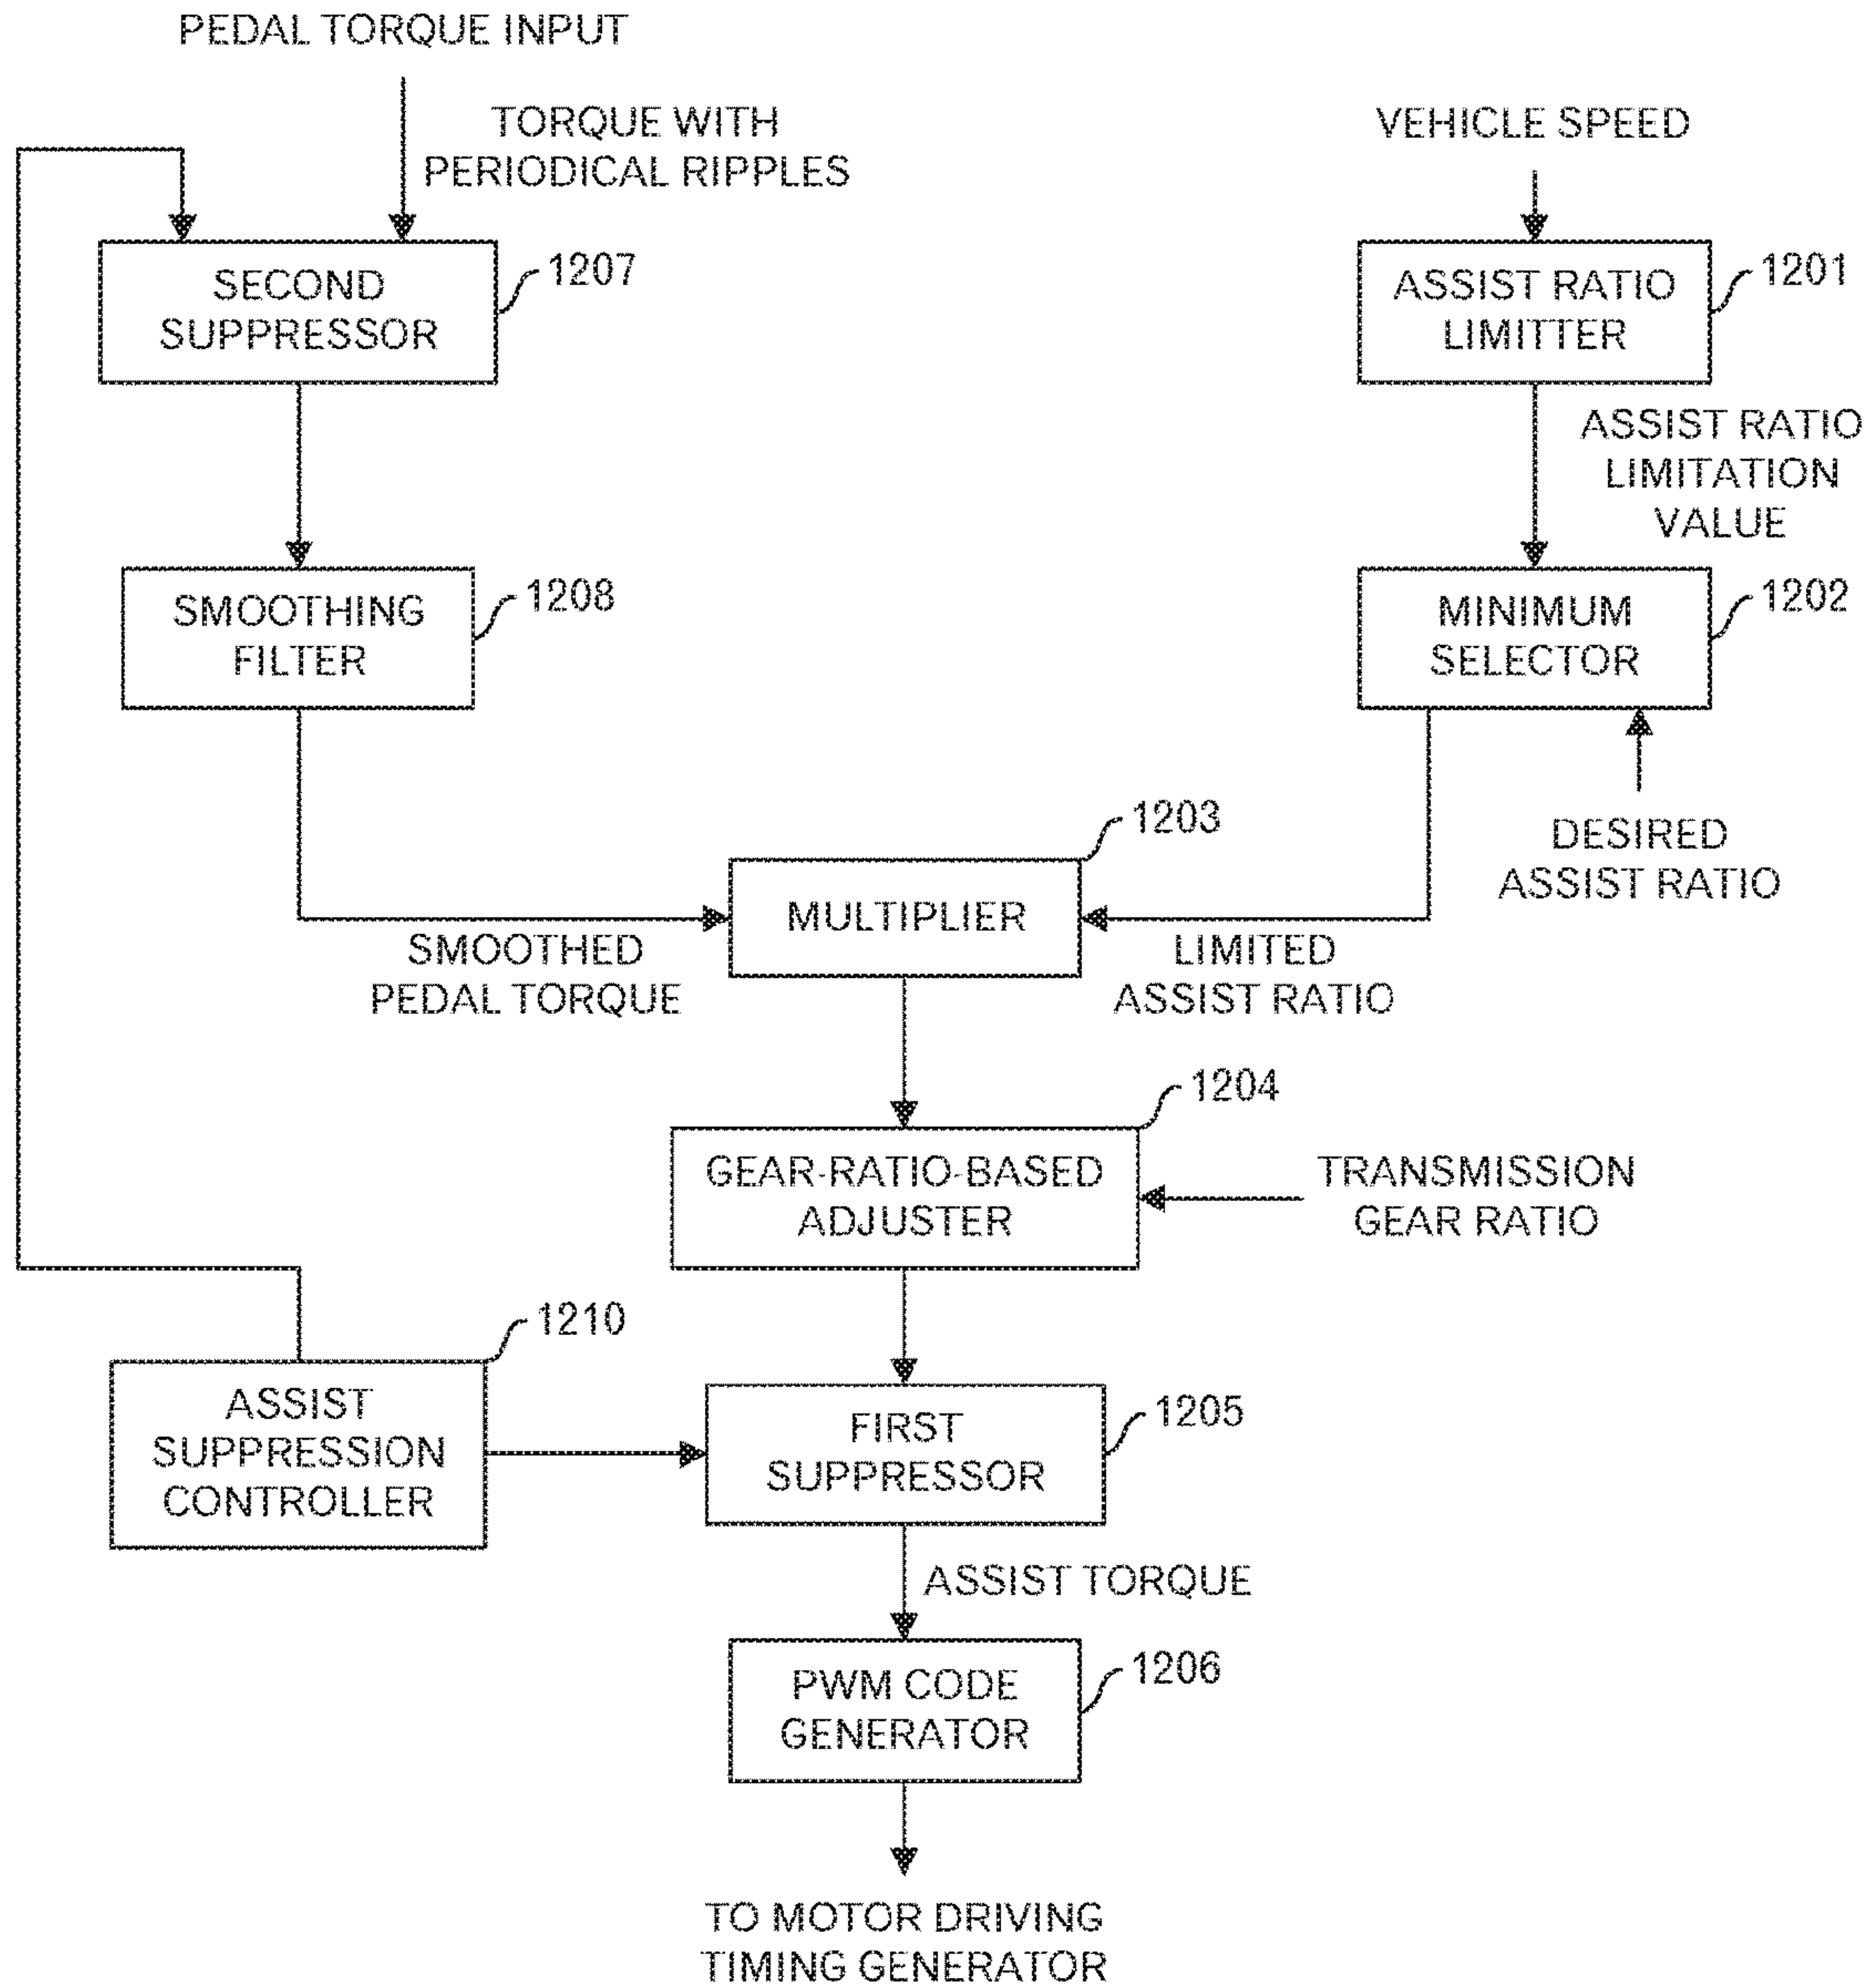 PEDAL TORQUE INPUT
TORQUE WITH
PERIODICAL RIPPLES
VEHICLE SPEED
SECOND
SUPPRESSOR
1207
ASSIST RATIO
LIMITTER
1201
ASSIST RATIO
LIMITATION
VALUE
SMOOTHING
FILTER
1208
MINIMUM
SELECTOR
1202
DESIRED
ASSIST RATIO
1203
MULTIPLIER
SMOOTHED
PEDAL TORQUE
LIMITED
ASSIST RATIO
1204
GEAR-RATIO-BASED
ADJUSTER
TRANSMISSION
GEAR RATIO
1210
ASSIST
SUPPRESSION
CONTROLLER
FIRST
SUPPRESSOR
1205
ASSIST TORQUE
PWM CODE
GENERATOR
1206
TO MOTOR DRIVING
TIMING GENERATOR